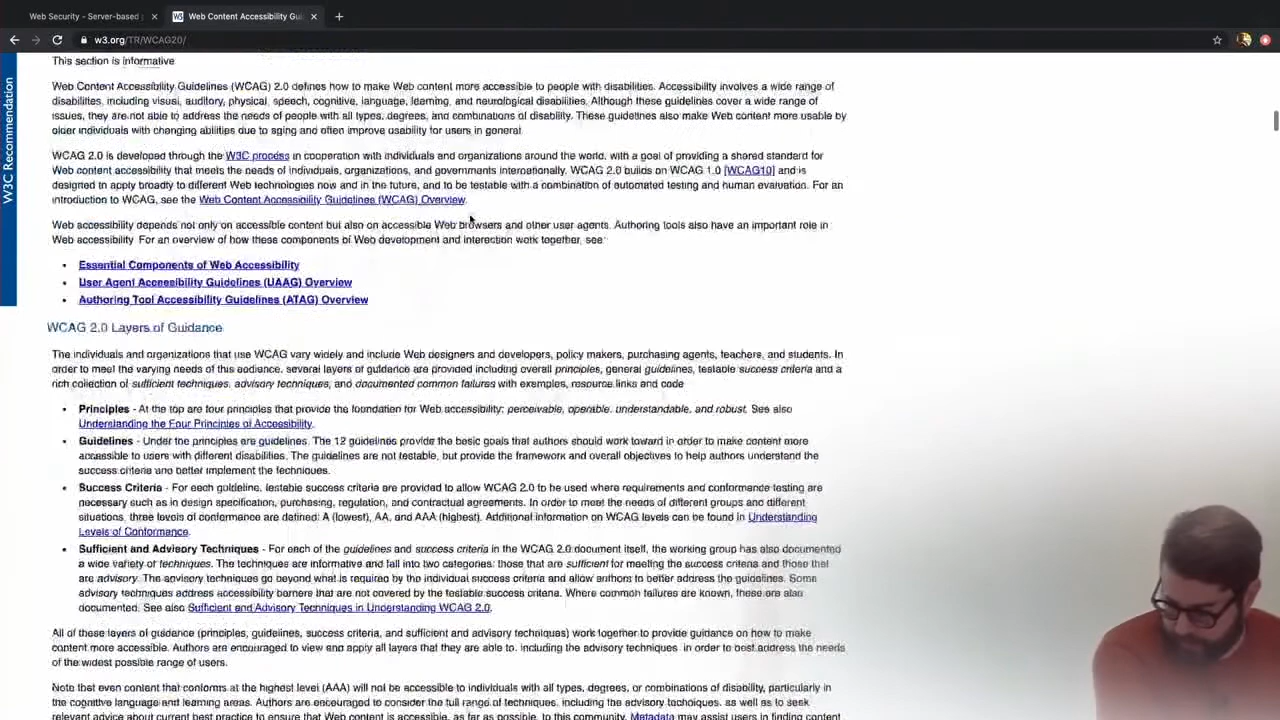 Web Security - Server-based
Web Content Accessibility Gui
w3.org/TR/WCAG20/
W3C Recommendation
This section is informative
Web Content Accessibility Guidelines (WCAG) 2.0 defines how to make Web content more accessible to people with disabilities. Accessibility involves a wide range of
disabilities, including visual, auditory, physical, speech, cognitive, language, learning, and neurological disabilities. Although these guidelines cover a wide range of
issues, they are not able to address the needs of people with all types, degrees, and combinations of disability. These guidelines also make Web content more usable by
older individuals with changing abilities due to aging and often improve usability for users in general
WCAG 2.0 is developed through the W3C process in cooperation with individuals and organizations around the world, with a goal of providing a shared standard for
Web content accessibility that meets the needs of individuals, organizations, and governments internationally. WCAG 2.0 builds on WCAG 1.0 [WCAG10] and is
designed to apply broadly to different Web technologies now and in the future, and to be testable with a combination of automated testing and human evaluation. For an
introduction to WCAG, see the Web Content Accessibility Guidelines (WCAG) Overview.
Web accessibility depends not only on accessible content but also on accessible Web browsers and other user agents. Authoring tools also have an important role in
Web accessibility. For an overview of how these components of Web development and interaction work together, see:
• Essential Components of Web Accessibility
• User Agent Accessibility Guidelines (UAAG) Overview
• Authoring Tool Accessibility Guidelines (ATAG) Overview
WCAG 2.0 Layers of Guidance
The individuals and organizations that use WCAG vary widely and include Web designers and developers, policy makers, purchasing agents, teachers, and students. In
order to meet the varying needs of this audience, several layers of guidance are provided including overall principles, general guidelines, testable success criteria and a
rich collection of sufficient techniques, advisory techniques, and documented common failures with examples, resource links and code
• Principles - At the top are four principles that provide the foundation for Web accessibility: perceivable, operable, understandable, and robust. See also
Understanding the Four Principles of Accessibility.
• Guidelines - Under the principles are guidelines. The 12 guidelines provide the basic goals that authors should work toward in order to make content more
accessible to users with different disabilities. The guidelines are not testable, but provide the framework and overall objectives to help authors understand the
success criteria and better implement the techniques.
• Success Criteria - For each guideline, testable success criteria are provided to allow WCAG 2.0 to be used where requirements and conformance testing are
necessary such as in design specification, purchasing, regulation, and contractual agreements. In order to meet the needs of different groups and different
situations, three levels of conformance are defined: A (lowest), AA, and AAA (highest). Additional information on WCAG levels can be found in Understanding
Levels of Conformance.
• Sufficient and Advisory Techniques - For each of the guidelines and success criteria in the WCAG 2.0 document itself, the working group has also documented
a wide variety of techniques. The techniques are informative and fall into two categories: those that are sufficient for meeting the success criteria and those that
are advisory. The advisory techniques go beyond what is required by the individual success criteria and allow authors to better address the guidelines. Some
advisory techniques address accessibility barriers that are not covered by the testable success criteria. Where common failures are known, these are also
documented. See also Sufficient and Advisory Techniques in Understanding WCAG 2.0.
All of these layers of guidance (principles, guidelines, success criteria, and sufficient and advisory techniques) work together to provide guidance on how to make
content more accessible. Authors are encouraged to view and apply all layers that they are able to, including the advisory techniques, in order to best address the needs
of the widest possible range of users.
Note that even content that conforms at the highest level (AAA) will not be accessible to individuals with all types, degrees, or combinations of disability, particularly in
the cognitive language and learning areas. Authors are encouraged to consider the full range of techniques, including the advisory techniques, as well as to seek
relevant advice about current best practice to ensure that Web content is accessible, as far as possible, to this community. Metadata may assist users in finding content